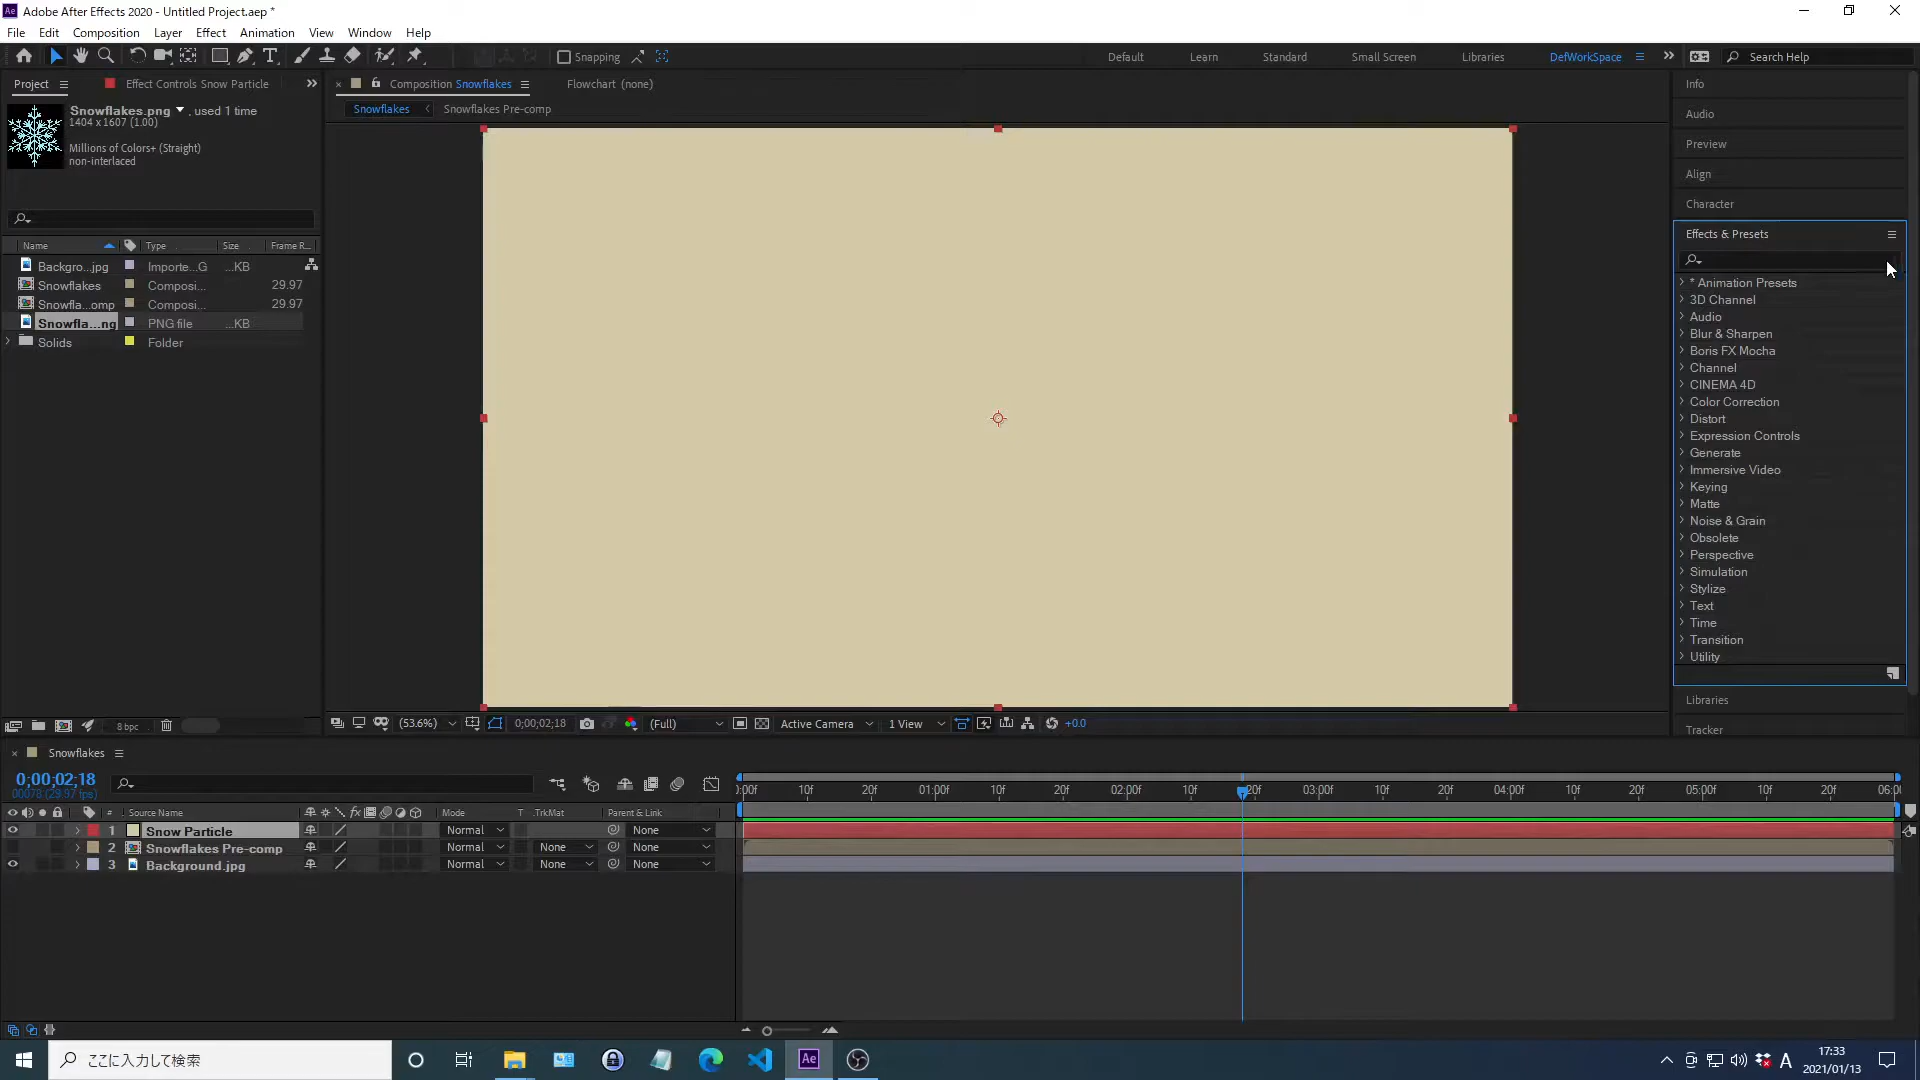 Adobe After Effects 2020 - Untitled Project.aep *
File Edit Composition Layer Effect Animation View Window Help
Snapping Default Learn Standard Small Screen Libraries DefWorkSpace Search Help
Project Effect Controls Snow Particle
Composition Snowflakes Flowchart (none)
Snowflakes Snowflakes Pre-comp
Snowflakes.png , used 1 time
1404 x 1607 (1.00)
Millions of Colors+ (Straight)
non-interlaced
Name Type Size Frame R...
Backgro...jpg Importe...G ...KB
Snowflakes Composi... 29.97
Snowfla...omp Composi... 29.97
Snowfla...ng PNG file ...KB
Solids Folder
8 bpc
(53.6%) 0;00;02;18 (Full) Active Camera 1 View +0.0
Info
Audio
Preview
Align
Character
Effects & Presets
* Animation Presets
3D Channel
Audio
Blur & Sharpen
Boris FX Mocha
Channel
CINEMA 4D
Color Correction
Distort
Expression Controls
Generate
Immersive Video
Keying
Matte
Noise & Grain
Obsolete
Perspective
Simulation
Stylize
Text
Time
Transition
Utility
Libraries
Tracker
Snowflakes
0;00;02;18
00078 (29.97 fps)
:00f 10f 20f 01:00f 10f 20f 02:00f 10f 20f 03:00f 10f 20f 04:00f 10f 20f 05:00f 10f 20f 06:0
# Source Name fx Mode T .TrkMat Parent & Link
1 Snow Particle Normal None
2 Snowflakes Pre-comp Normal None None
3 Background.jpg Normal None None
ここに入力して検索
Ae
A
17:33
2021/01/13